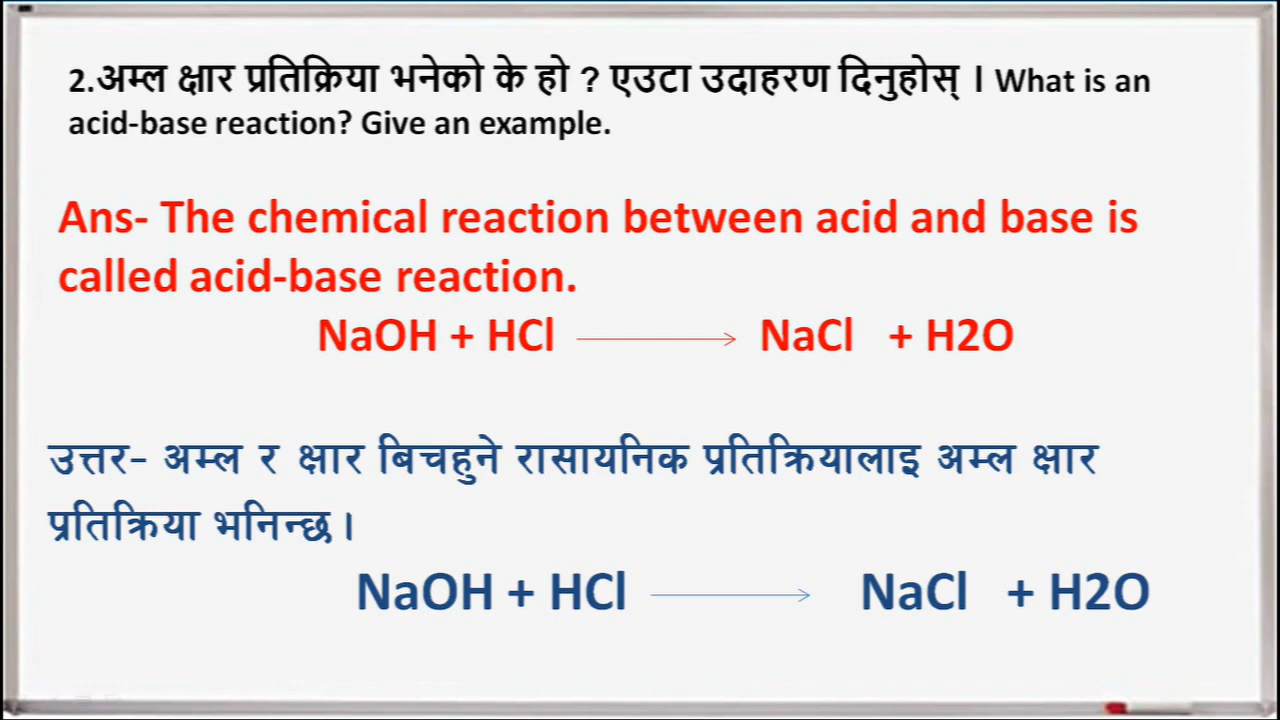 2.अम्ल क्षार प्रतिक्रिया भनेको के हो ? एउटा उदाहरण दिनुहोस् । What is an
acid-base reaction? Give an example.
Ans- The chemical reaction between acid and base is
called acid-base reaction.
NaOH + HCl ⟶ NaCl + H2O
उत्तर- अम्ल र क्षार बिचहुने रासायनिक प्रतिक्रियालाइ अम्ल क्षार
प्रतिक्रिया भनिन्छ ।
NaOH + HCl ⟶ NaCl + H2O